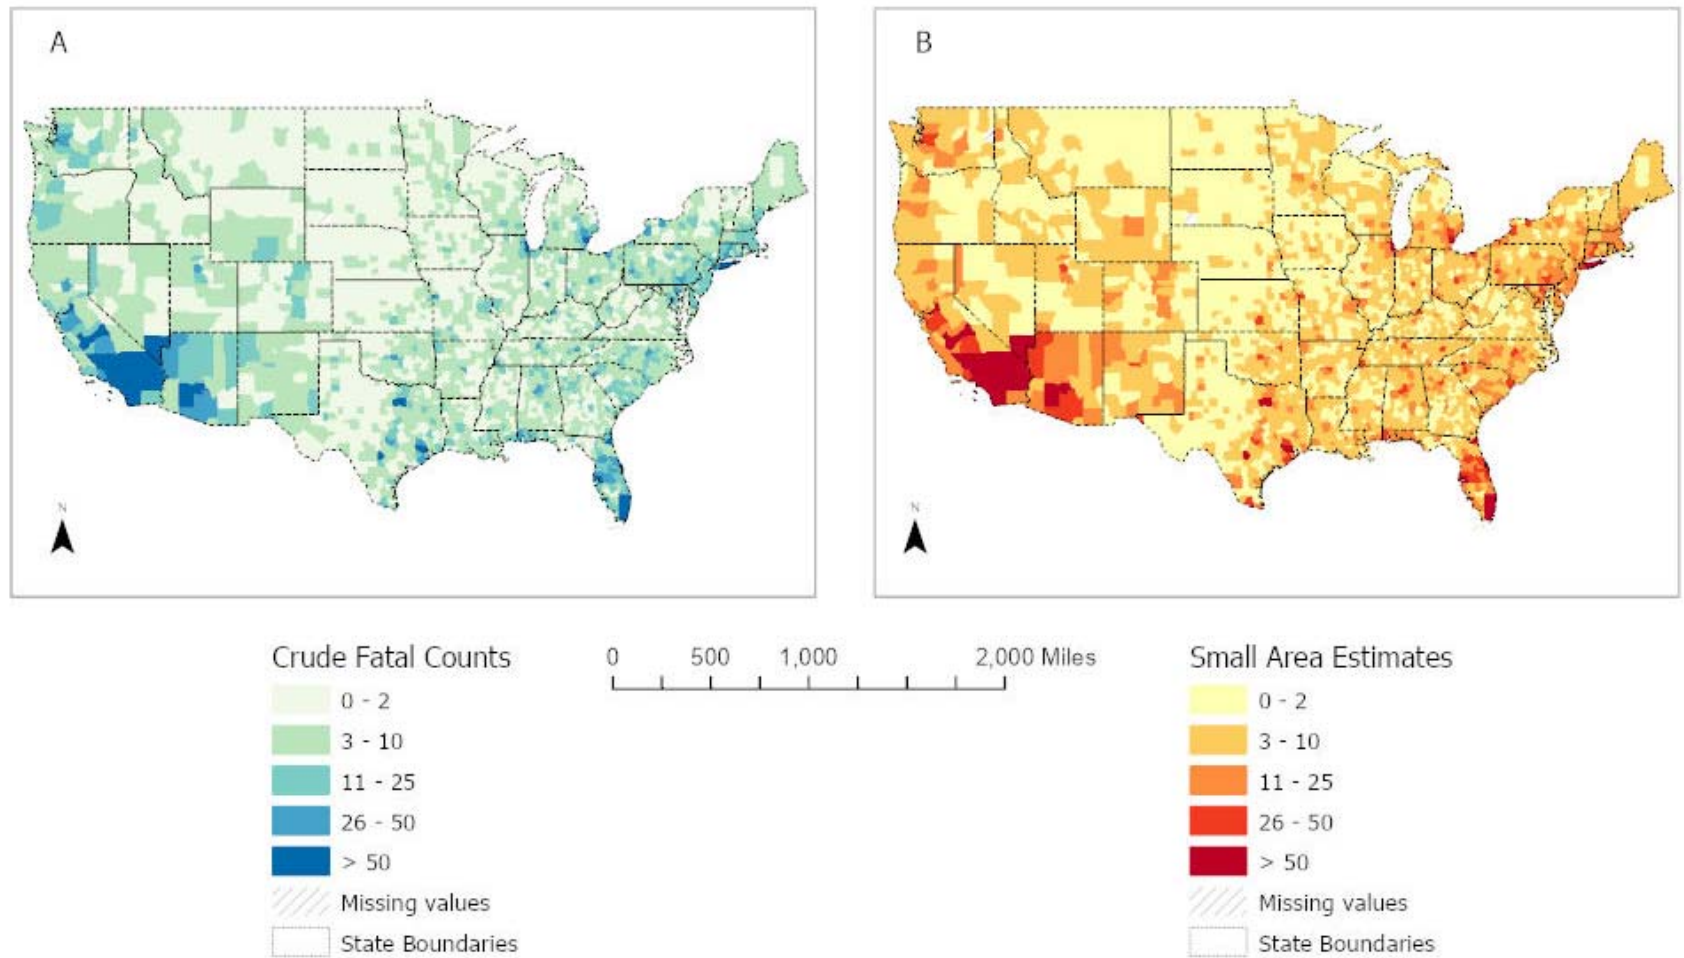 A
B
N
N
Crude Fatal Counts
0 - 2
3 - 10
11 - 25
26 - 50
> 50
Missing values
State Boundaries
0 500 1,000 2,000 Miles
Small Area Estimates
0 - 2
3 - 10
11 - 25
26 - 50
> 50
Missing values
State Boundaries